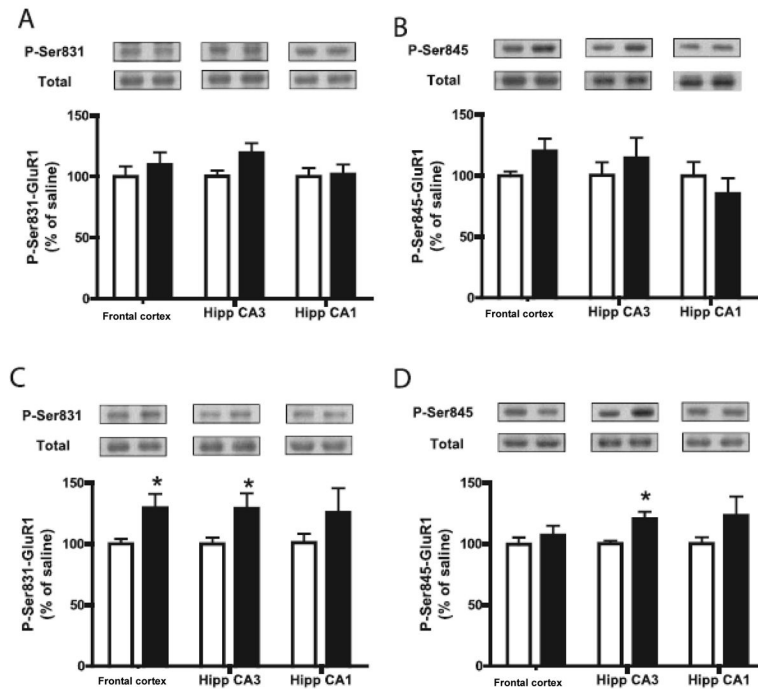 A
P-Ser831
Total
P-Ser831-GluR1
(% of saline)
150
100
50
0
Frontal cortex
Hipp CA3
Hipp CA1
B
P-Ser845
Total
P-Ser845-GluR1
(% of saline)
150
100
50
0
Frontal cortex
Hipp CA3
Hipp CA1
C
P-Ser831
Total
P-Ser831-GluR1
(% of saline)
150
100
50
0
*
*
Frontal cortex
Hipp CA3
Hipp CA1
D
P-Ser845
Total
P-Ser845-GluR1
(% of saline)
150
100
50
0
*
Frontal cortex
Hipp CA3
Hipp CA1